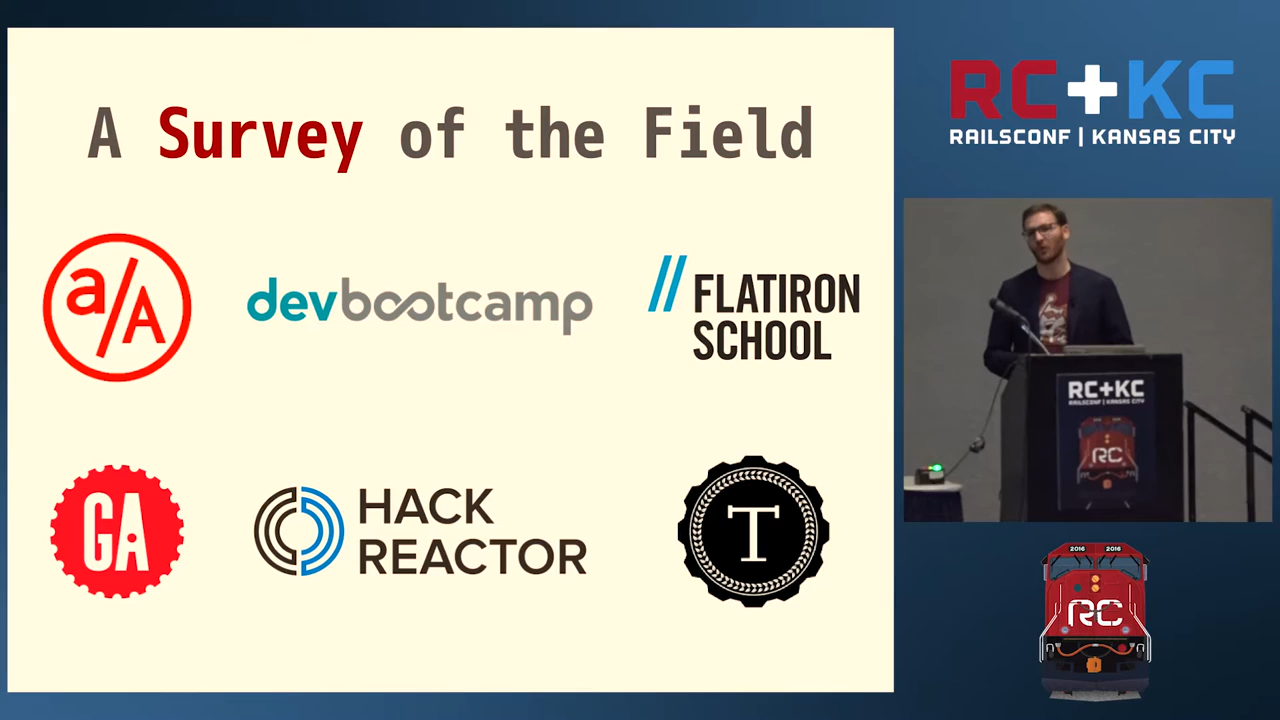 A Survey of the Field
a/A
devbootcamp
// FLATIRON
SCHOOL
GA
HACK
REACTOR
T
RC+KC
RAILSCONF | KANSAS CITY
RC+KC
RAILSCONF | KANSAS CITY
RC
2016 2016
RC